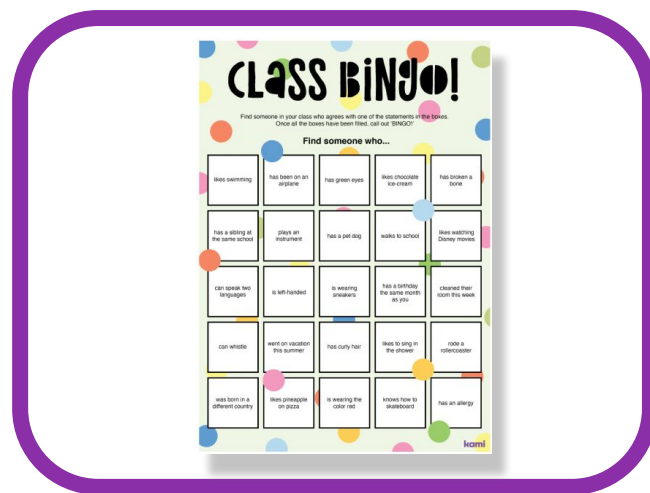 CLASS BINGO!
Find someone in your class who agrees with one of the statements in the boxes.
Once all the boxes have been filled, call out 'BINGO!'
Find someone who...
likes swimming
has been on an
airplane
has green eyes
likes chocolate
ice-cream
has broken a
bone
has a sibling at
the same school
plays an
instrument
has a pet dog
walks to school
likes watching
Disney movies
can speak two
languages
is left-handed
is wearing
sneakers
has a birthday
the same month
as you
cleaned their
room this week
can whistle
went on vacation
this summer
has curly hair
likes to sing in
the shower
rode a
rollercoaster
was born in a
different country
likes pineapple
on pizza
is wearing the
color red
knows how to
skateboard
has an allergy
kami